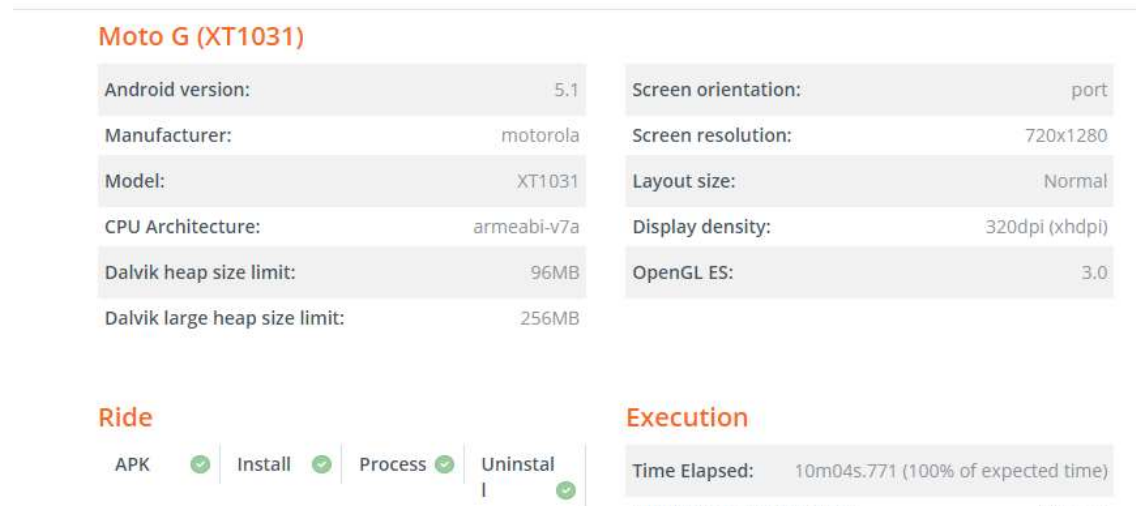 Moto G (XT1031)
Android version: 5.1
Manufacturer: motorola
Model: XT1031
CPU Architecture: armeabi-v7a
Dalvik heap size limit: 96MB
Dalvik large heap size limit: 256MB
Screen orientation: port
Screen resolution: 720x1280
Layout size: Normal
Display density: 320dpi (xhdpi)
OpenGL ES: 3.0
Ride
APK Install Process Uninstal
l
Execution
Time Elapsed: 10m04s.771 (100% of expected time)